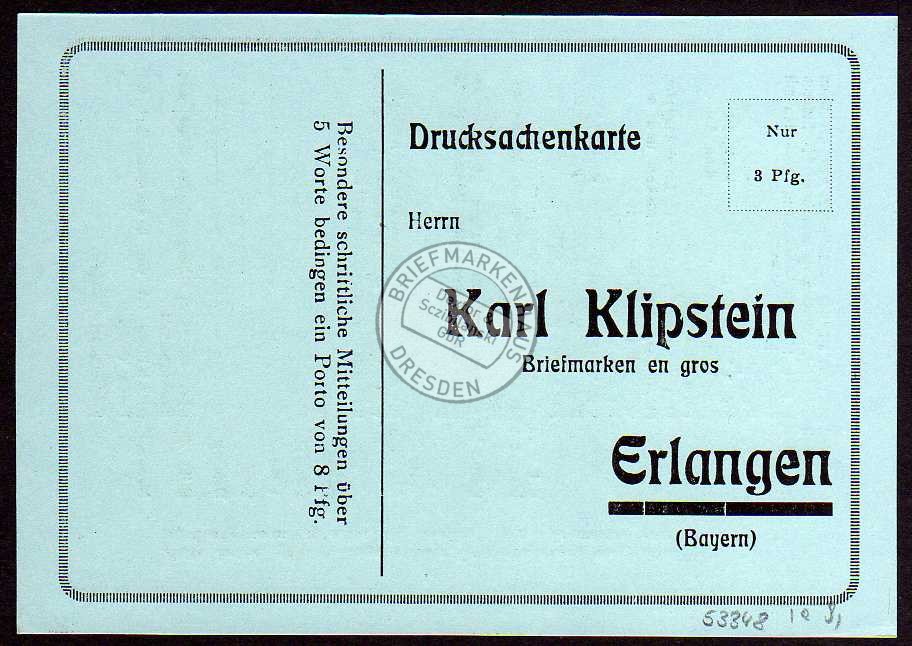 Besondere schriftliche Mitteilungen über
5 Worte bedingen ein Porto von 8 Pfg.
Drucksachenkarte
Nur
3 Pfg.
Herrn
Karl Klipstein
Briefmarken en gros
Erlangen
(Bayern)
BRIEFMARKENHAUS
DRESDEN
GbR
53348